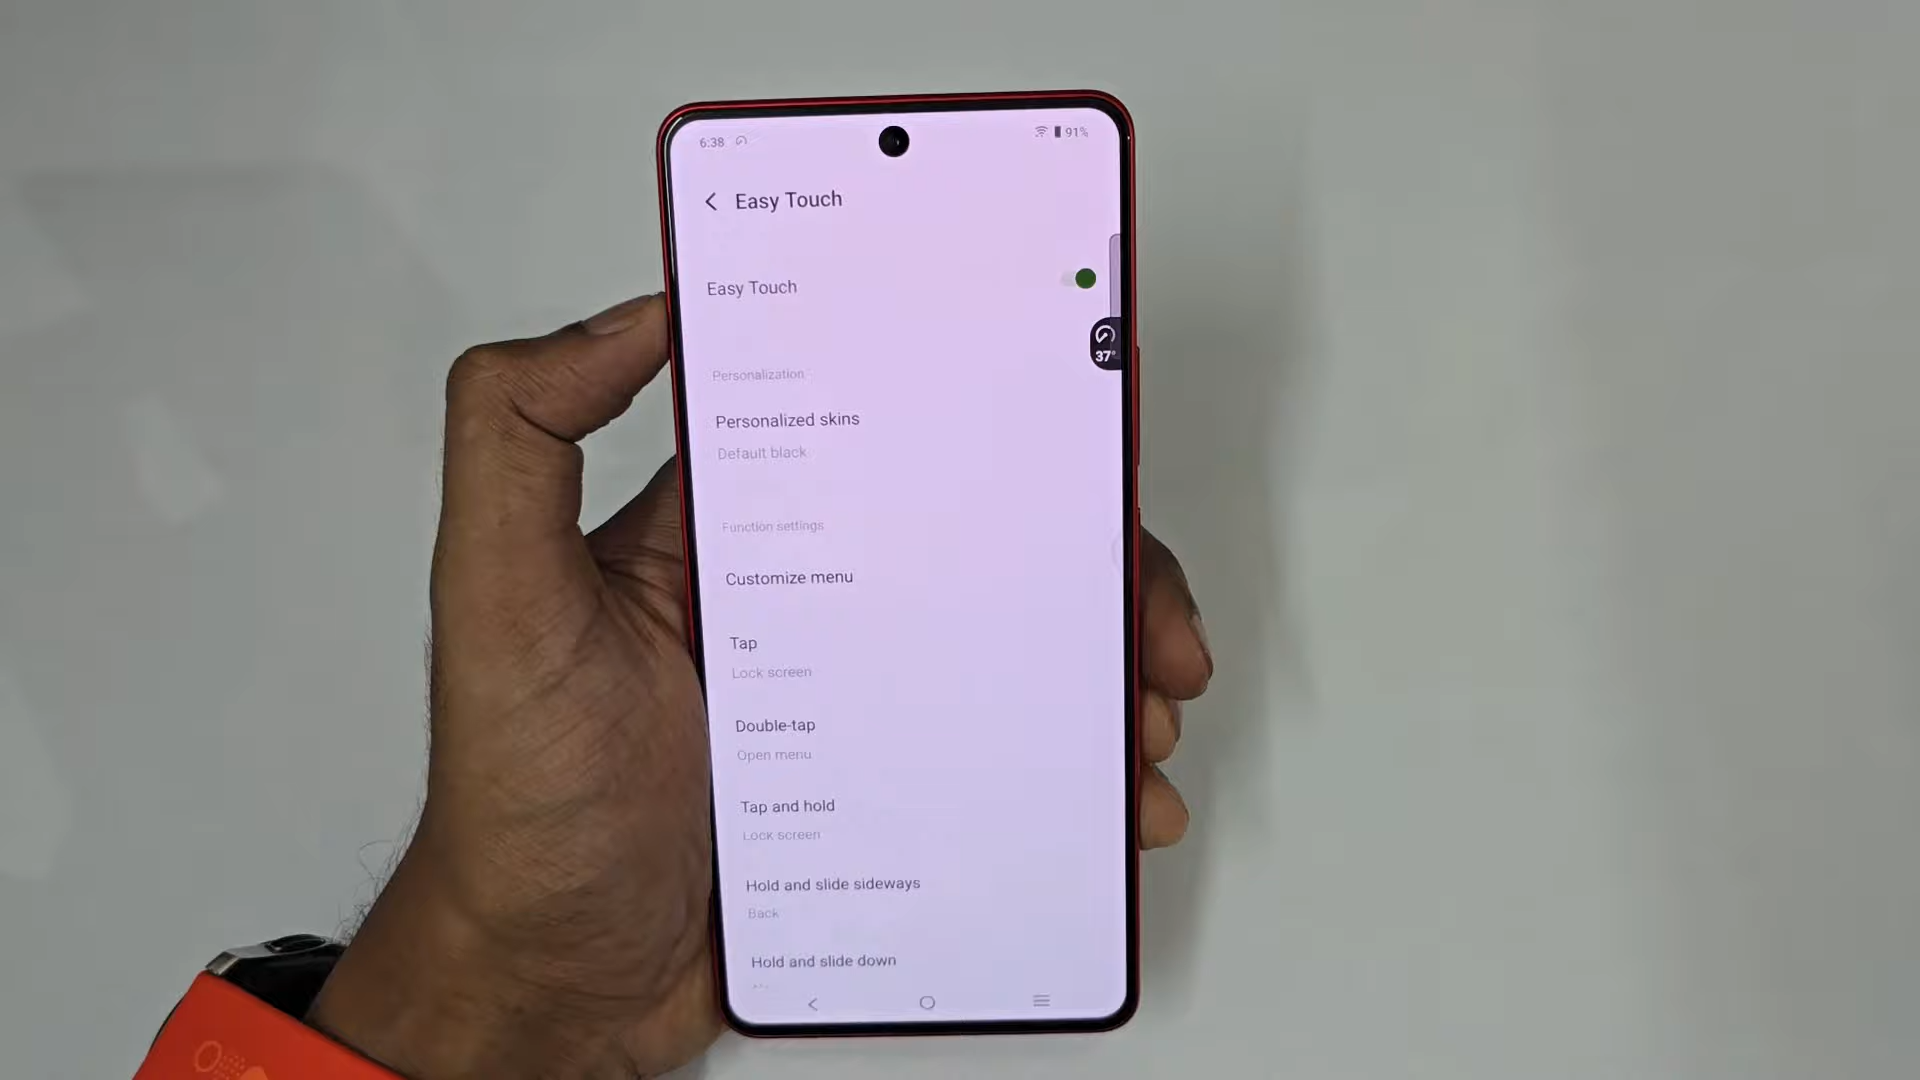 6:38
91%
Easy Touch
Easy Touch
37°
Personalization
Personalized skins
Default black
Function settings
Customize menu
Tap
Lock screen
Double-tap
Open menu
Tap and hold
Lock screen
Hold and slide sideways
Back
Hold and slide down